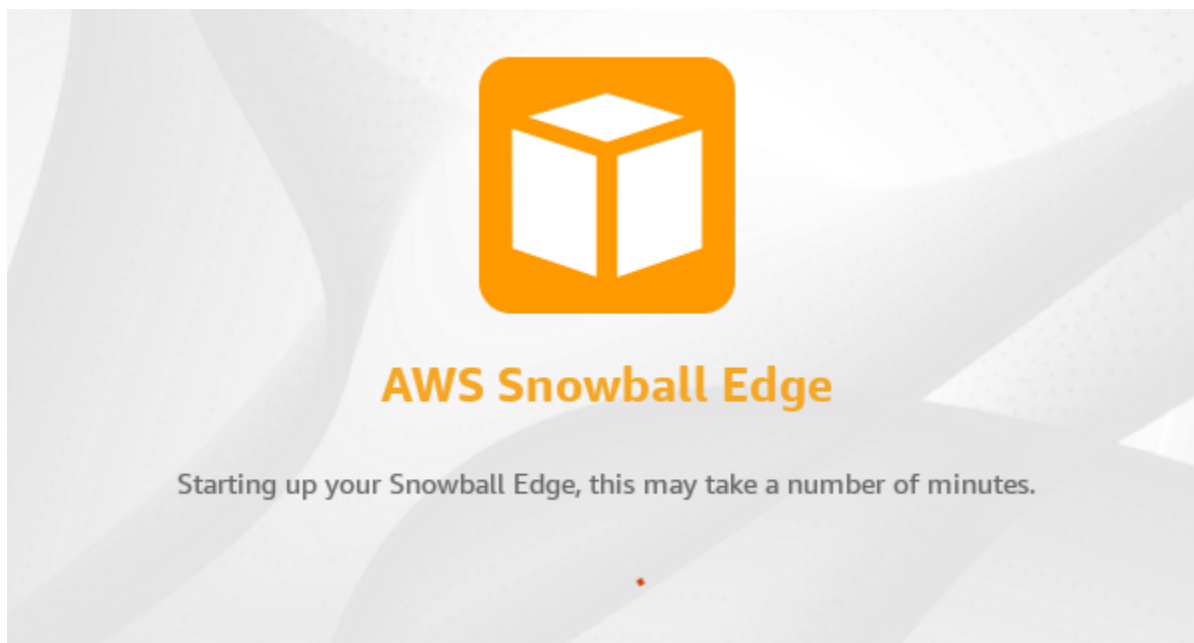 AWS Snowball Edge
Starting up your Snowball Edge, this may take a number of minutes.